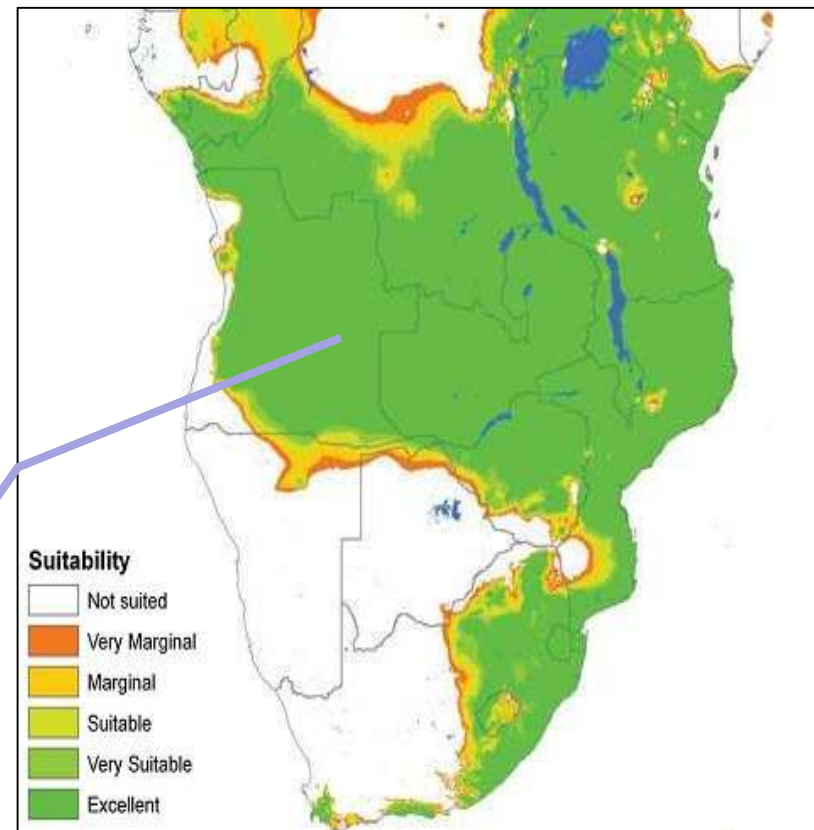 Suitability
Not suited
Very Marginal
Marginal
Suitable
Very Suitable
Excellent